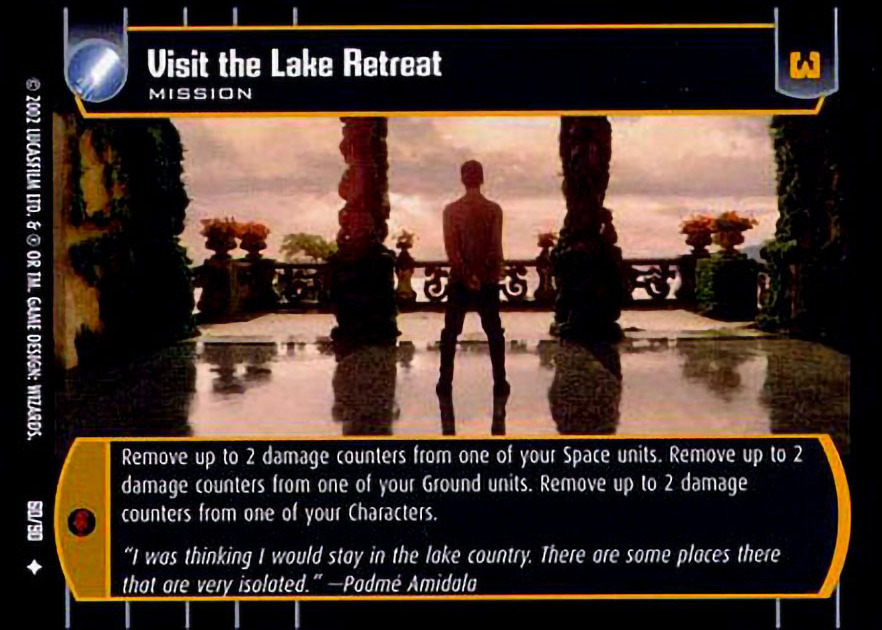 Visit the Lake Retreat
MISSION
3
Remove up to 2 damage counters from one of your Space units. Remove up to 2
damage counters from one of your Ground units. Remove up to 2 damage
counters from one of your Characters.
“I was thinking I would stay in the lake country. There are some places there
that are very isolated.” —Padmé Amidala
© 2002 LUCASFILM LTD. & ® OR T.M. GAME DESIGN: WIZARDS.
60/90